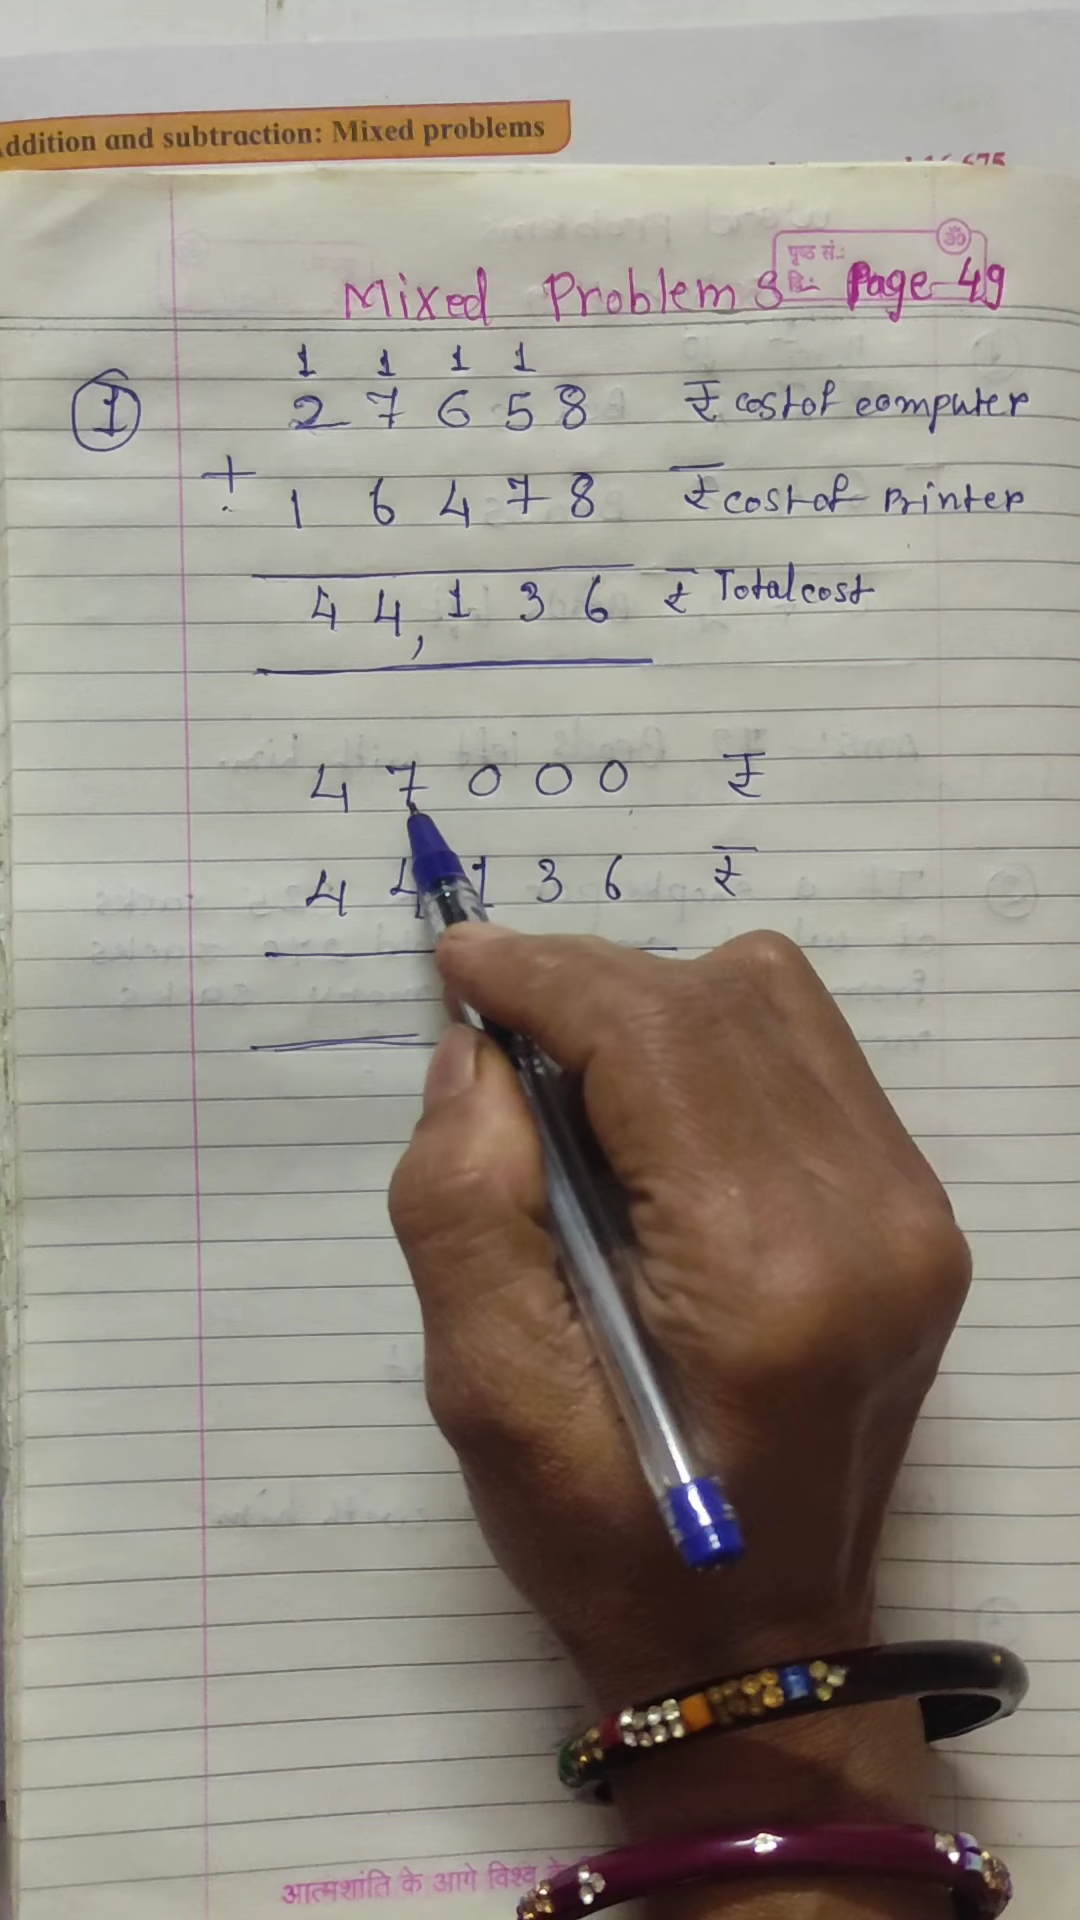 ddition and subtraction: Mixed problems
पृष्ठ सं.:
Mixed Problems Page-49
1 1 1 1
1 2 7 6 5 8 ₹ cost of computer
+ 1 6 4 7 8 ₹ cost of Printer
4 4, 1 3 6 ₹ Total cost
4 7 0 0 0 ₹
4 4 1 3 6 ₹
आत्मशांति के आगे विश्व